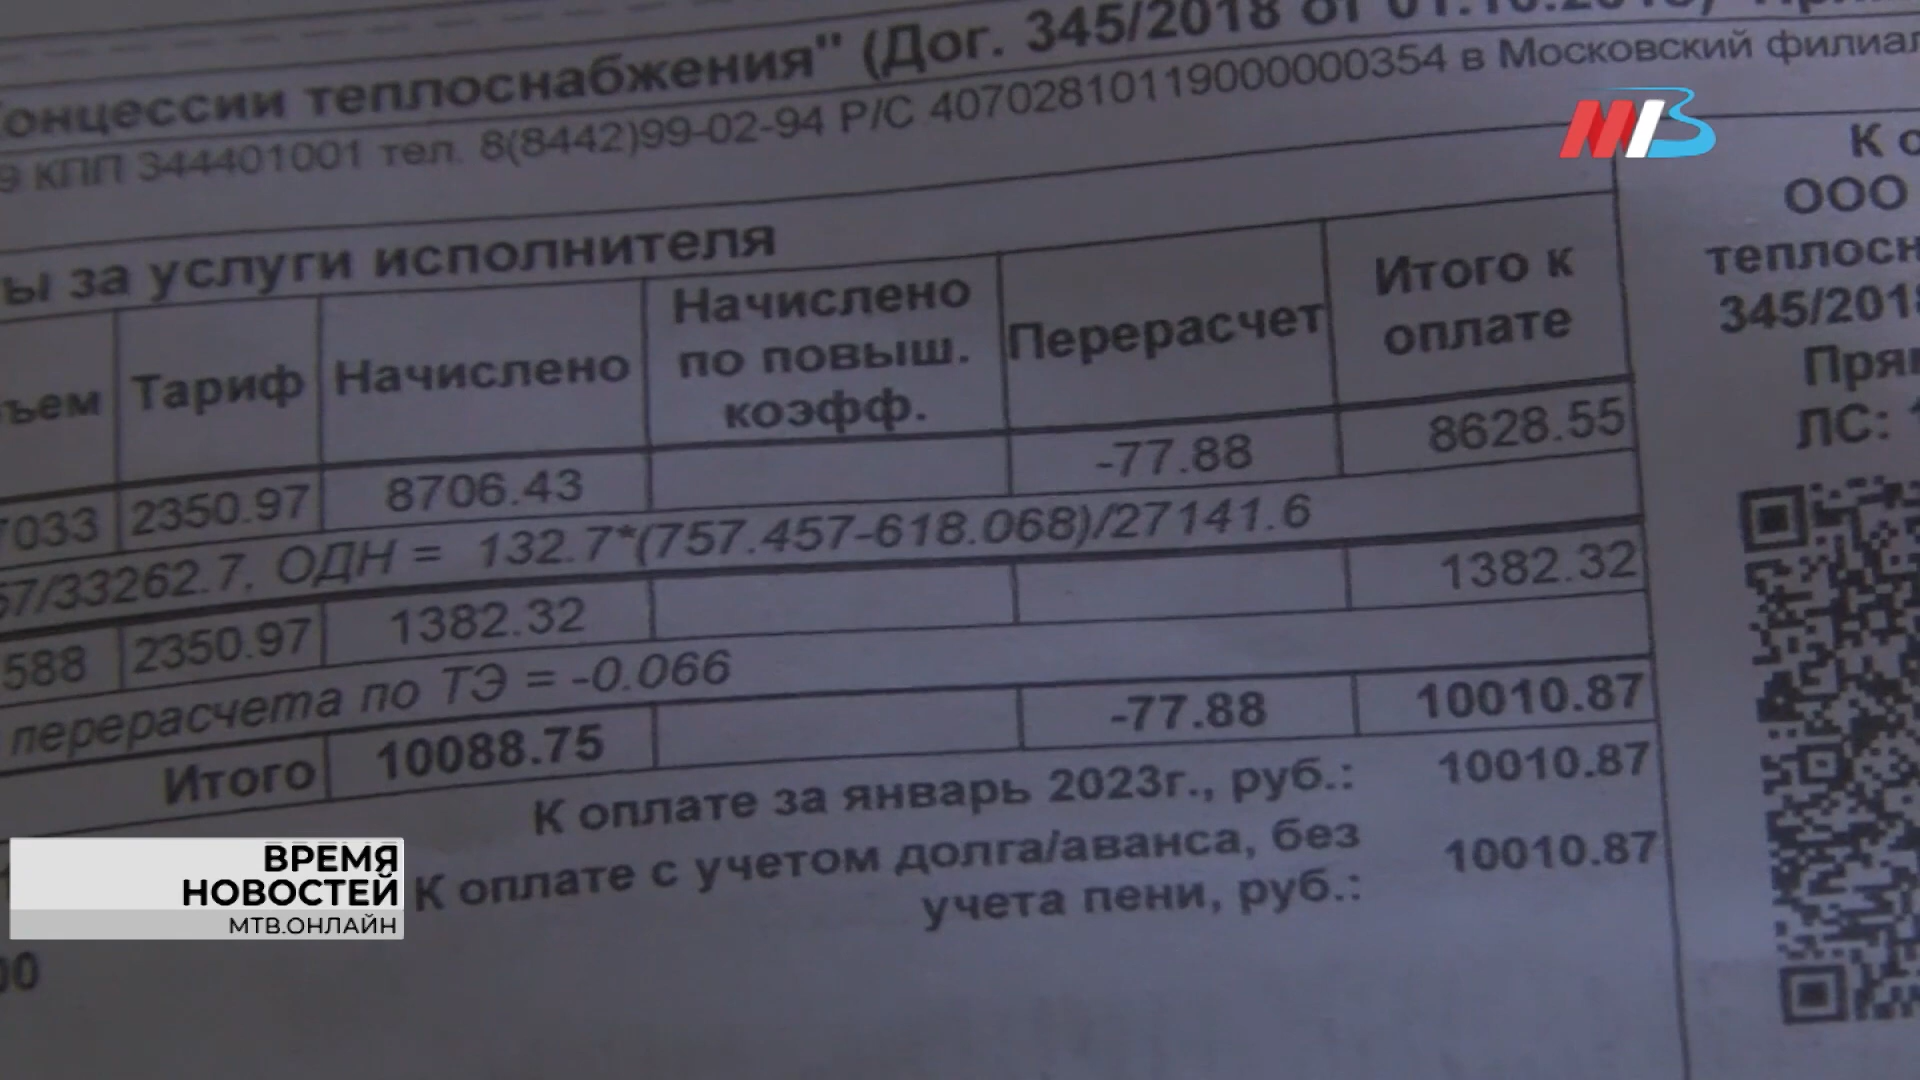 Концессии теплоснабжения" (Дог. 345/2018 от
9 КПП 344401001 тел. 8(8442)99-02-94 Р/С 40702810119000000354 в Московский филиал
МТВ
К о
ООО
теплосн
345/2018
Пря
ЛС:
ы за услуги исполнителя
ъем Тариф Начислено Начислено по повыш. коэфф. Перерасчет Итого к оплате
7033 2350.97 8706.43 -77.88 8628.55
57/33262.7, ОДН = 132.7*(757.457-618.068)/27141.6
588 2350.97 1382.32 1382.32
перерасчета по ТЭ = -0.066
Итого 10088.75 -77.88 10010.87
К оплате за январь 2023г., руб.: 10010.87
К оплате с учетом долга/аванса, без
учета пени, руб.: 10010.87
ВРЕМЯ
НОВОСТЕЙ
МТВ.ОНЛАЙН
00